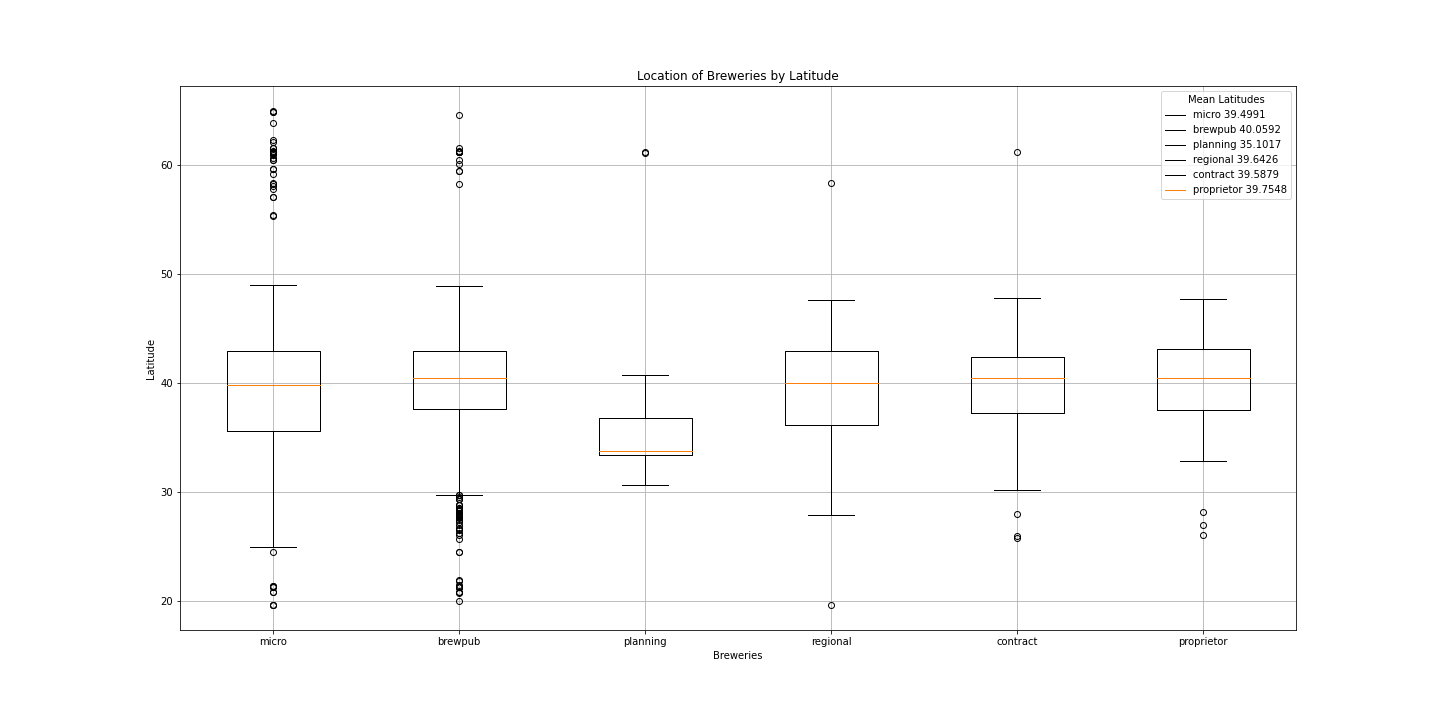 Location of Breweries by Latitude
Mean Latitudes
micro 39.4991
brewpub 40.0592
planning 35.1017
regional 39.6426
contract 39.5879
proprietor 39.7548
60
50
40
30
20
Latitude
micro brewpub planning regional contract proprietor
Breweries